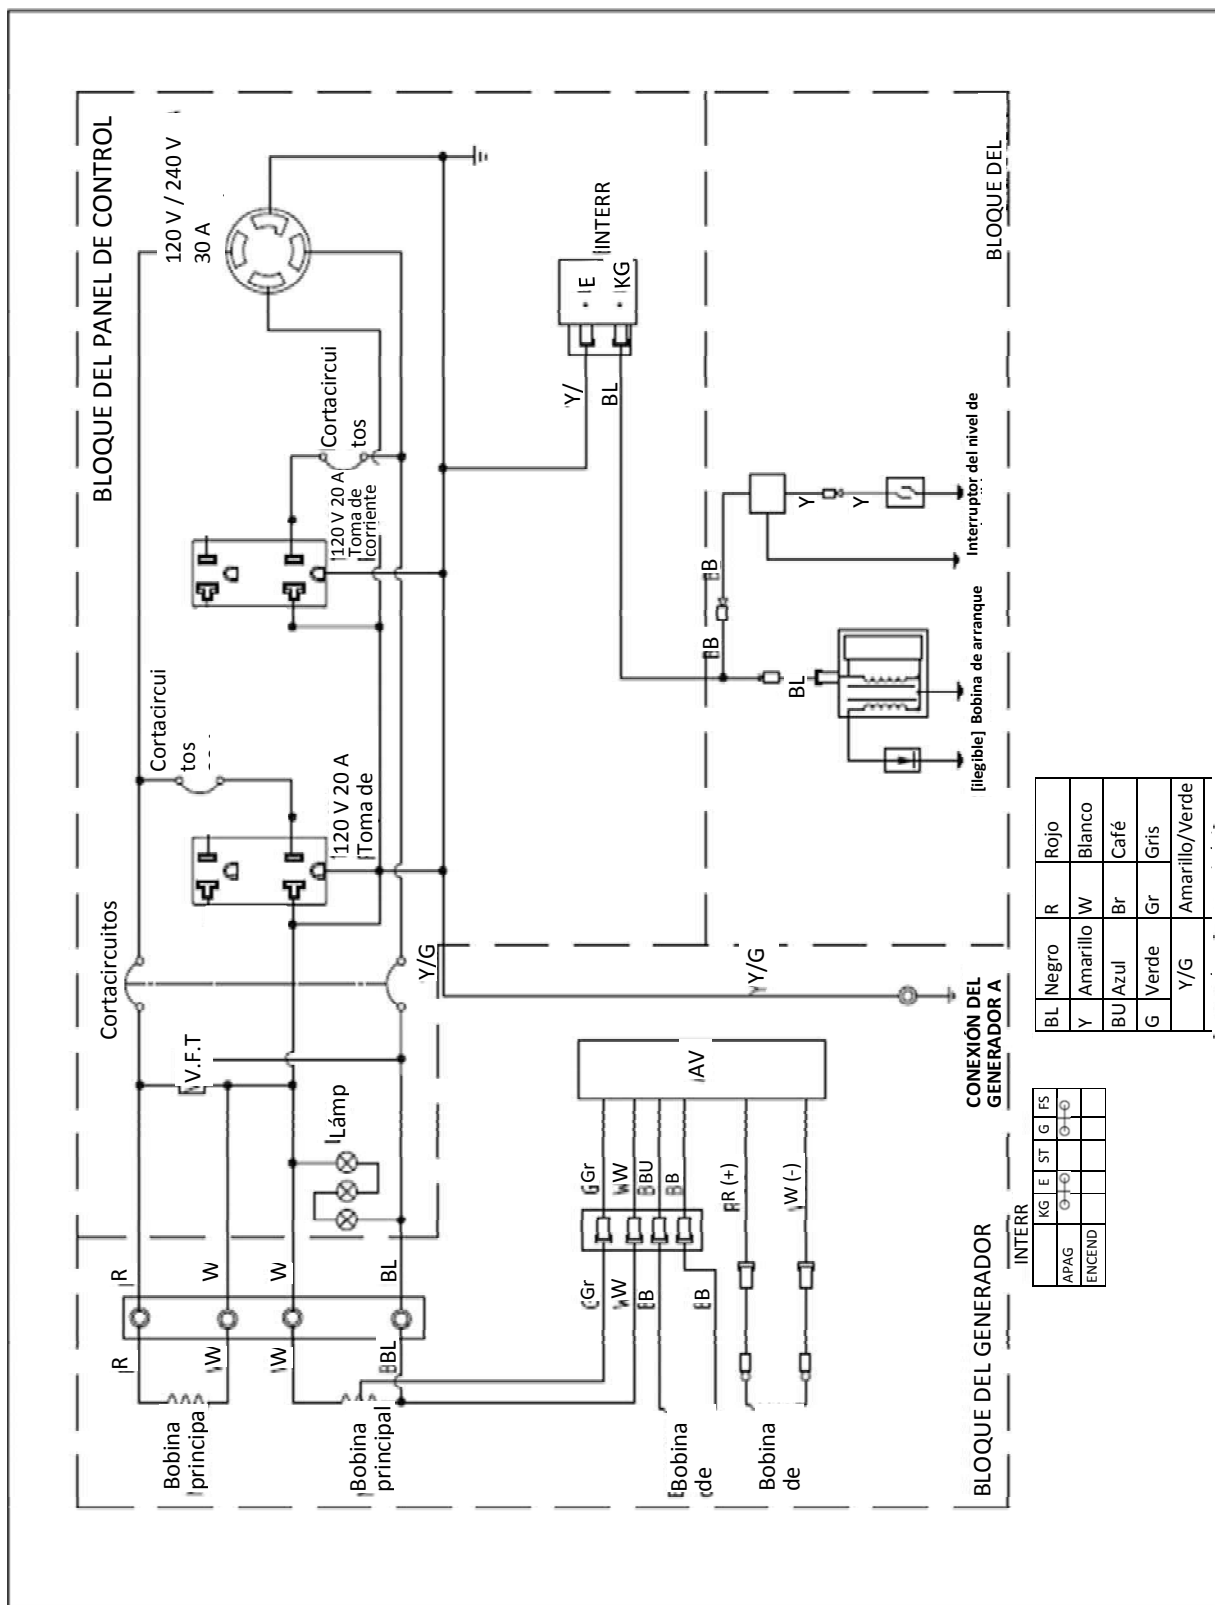 BLOQUE DEL PANEL DE CONTROL
120 V / 240 V
30 A
Cortacircui
tos
120 V 20 A
Toma de
corriente
INTERR
E
KG
Y/
BL
Cortacircui
tos
120 V 20 A
Toma de
Cortacircuitos
V.F.T
Lámp
Y/G
Y/G
R
W
W
BL
R
W
W
BL
Bobina
principa
Bobina
principal
BLOQUE DEL
B
B
BL
Y
Y
Interruptor del nivel de
Bobina de arranque
[ilegible]
CONEXIÓN DEL
GENERADOR A
AV
Gr
W
BU
B
R (+)
W (-)
Gr
W
B
B
Bobina
de
Bobina
de
BLOQUE DEL GENERADOR
INTERR
KG E ST G FS
APAG
ENCEND
BL Negro R Rojo
Y Amarillo W Blanco
BU Azul Br Café
G Verde Gr Gris
Y/G Amarillo/Verde